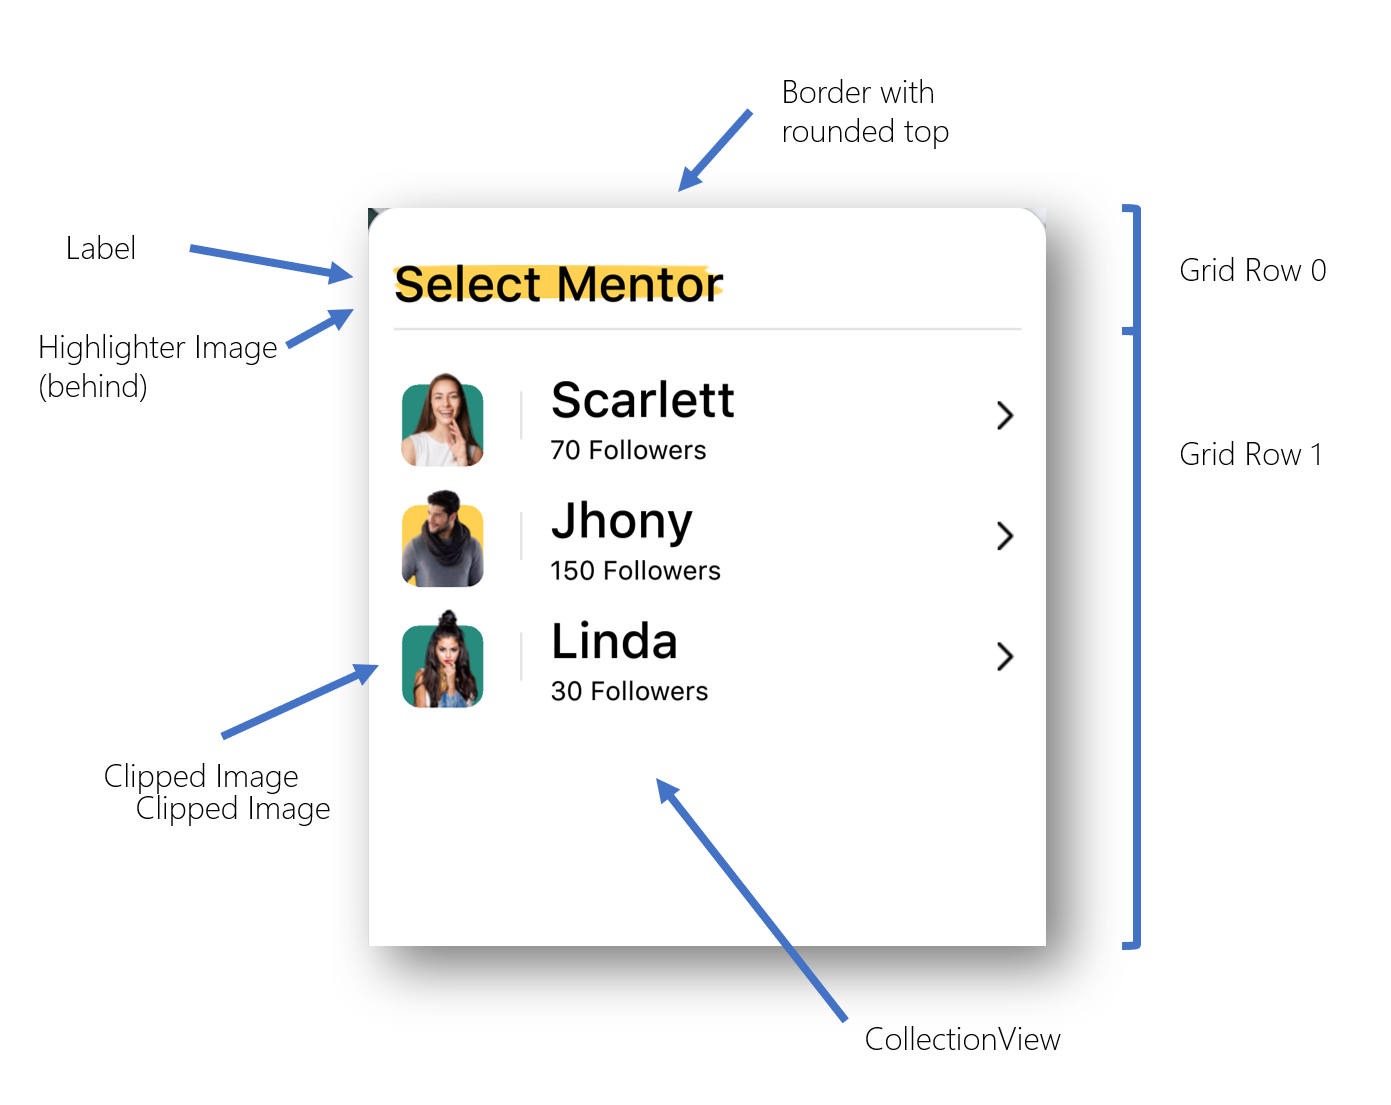 Border with
rounded top
Label
Highlighter Image
(behind)
Select Mentor
Grid Row 0
Scarlett
70 Followers
Grid Row 1
Jhony
150 Followers
Linda
30 Followers
Clipped Image
Clipped Image
CollectionView